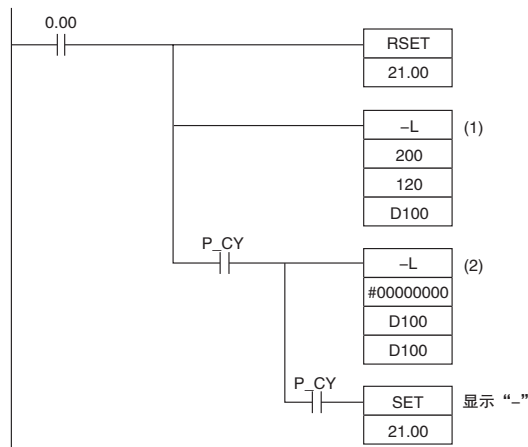 0.00
RSET
21.00
–L (1)
200
120
D100
P_CY
–L (2)
#00000000
D100
D100
P_CY
SET 显示“–”
21.00